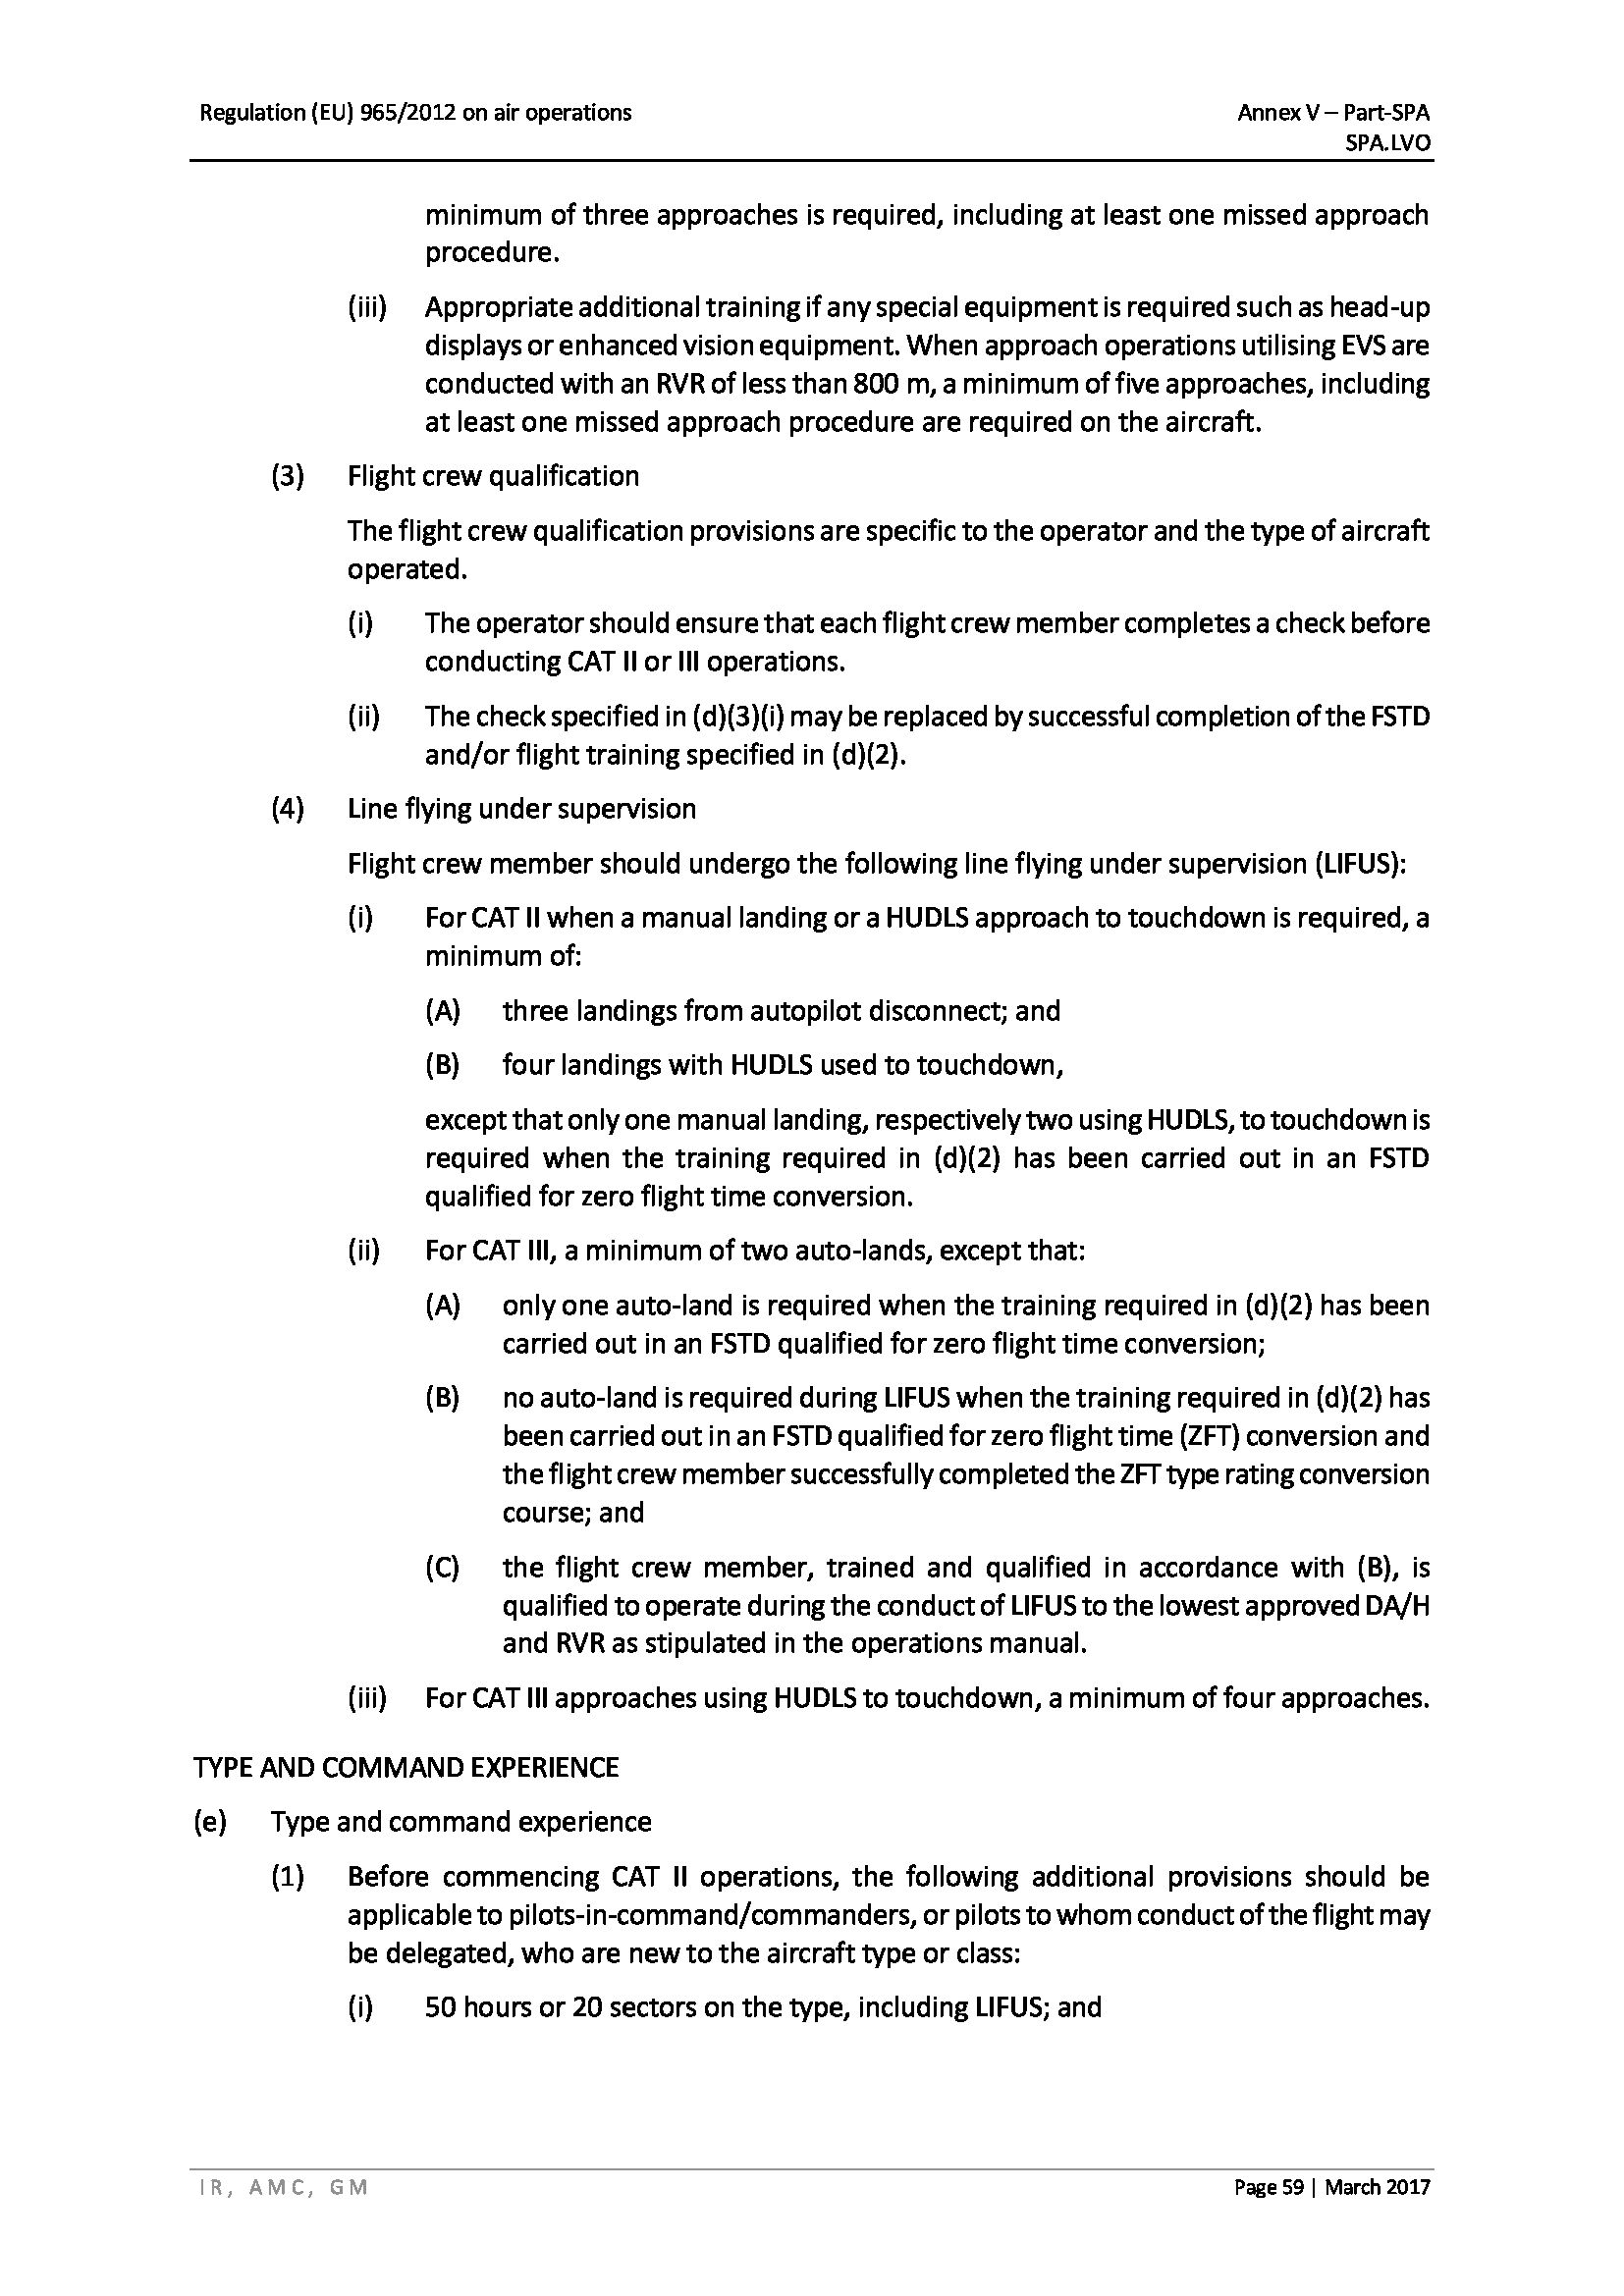 Regulation (EU) 965/2012 on air operations
Annex V – Part-SPA
SPA.LVO
minimum of three approaches is required, including at least one missed approach
procedure.
(iii) Appropriate additional training if any special equipment is required such as head-up
displays or enhanced vision equipment. When approach operations utilising EVS are
conducted with an RVR of less than 800 m, a minimum of five approaches, including
at least one missed approach procedure are required on the aircraft.
(3) Flight crew qualification
The flight crew qualification provisions are specific to the operator and the type of aircraft
operated.
(i) The operator should ensure that each flight crew member completes a check before
conducting CAT II or III operations.
(ii) The check specified in (d)(3)(i) may be replaced by successful completion of the FSTD
and/or flight training specified in (d)(2).
(4) Line flying under supervision
Flight crew member should undergo the following line flying under supervision (LIFUS):
(i) For CAT II when a manual landing or a HUDLS approach to touchdown is required, a
minimum of:
(A) three landings from autopilot disconnect; and
(B) four landings with HUDLS used to touchdown,
except that only one manual landing, respectively two using HUDLS, to touchdown is
required when the training required in (d)(2) has been carried out in an FSTD
qualified for zero flight time conversion.
(ii) For CAT III, a minimum of two auto-lands, except that:
(A) only one auto-land is required when the training required in (d)(2) has been
carried out in an FSTD qualified for zero flight time conversion;
(B) no auto-land is required during LIFUS when the training required in (d)(2) has
been carried out in an FSTD qualified for zero flight time (ZFT) conversion and
the flight crew member successfully completed the ZFT type rating conversion
course; and
(C) the flight crew member, trained and qualified in accordance with (B), is
qualified to operate during the conduct of LIFUS to the lowest approved DA/H
and RVR as stipulated in the operations manual.
(iii) For CAT III approaches using HUDLS to touchdown, a minimum of four approaches.
TYPE AND COMMAND EXPERIENCE
(e) Type and command experience
(1) Before commencing CAT II operations, the following additional provisions should be
applicable to pilots-in-command/commanders, or pilots to whom conduct of the flight may
be delegated, who are new to the aircraft type or class:
(i) 50 hours or 20 sectors on the type, including LIFUS; and
IR, AMC, GM
Page 59 | March 2017